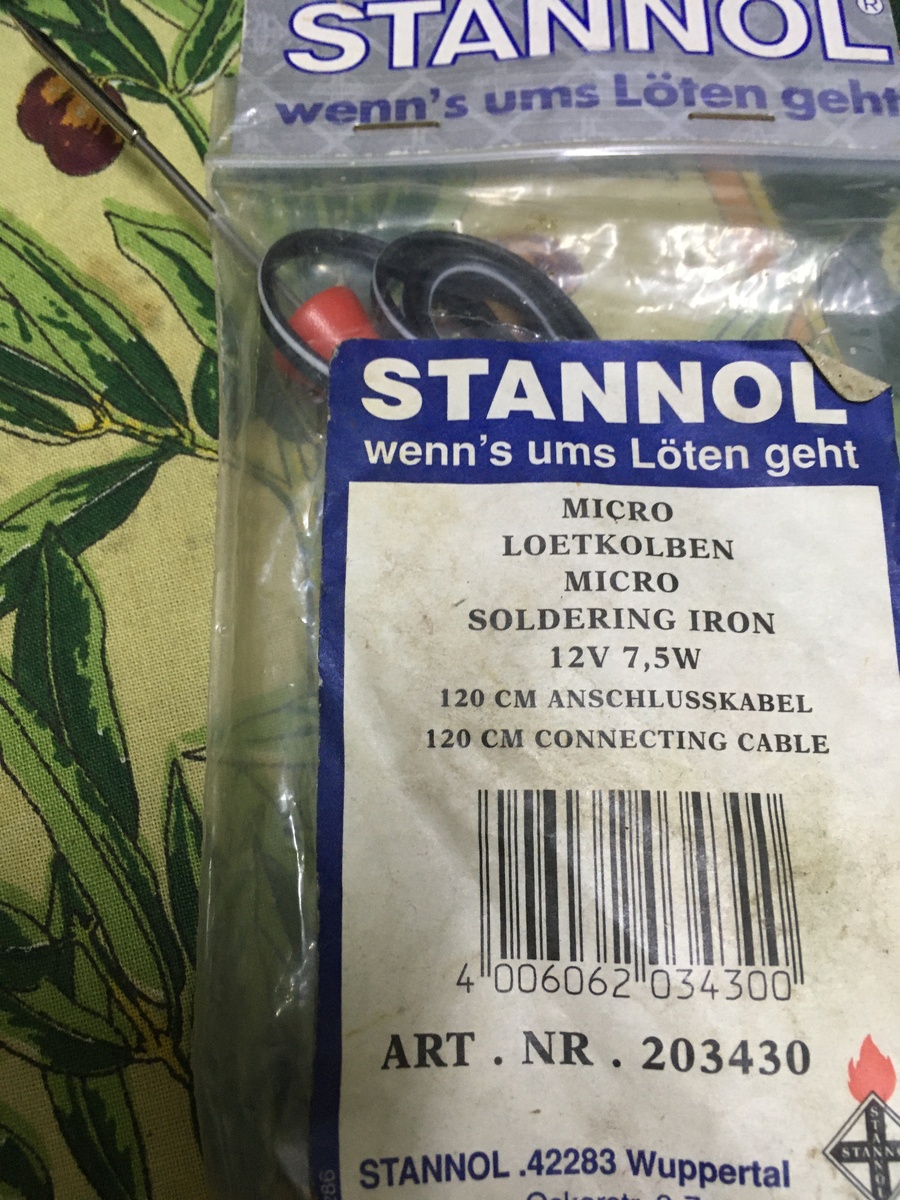 STANNOL®
wenn's ums Löten geht
STANNOL
wenn's ums Löten geht
MICRO
LOETKOLBEN
MICRO
SOLDERING IRON
12V 7,5W
120 CM ANSCHLUSSKABEL
120 CM CONNECTING CABLE
4 006062 034300
ART . NR . 203430
STANNOL .42283 Wuppertal
STANNOL